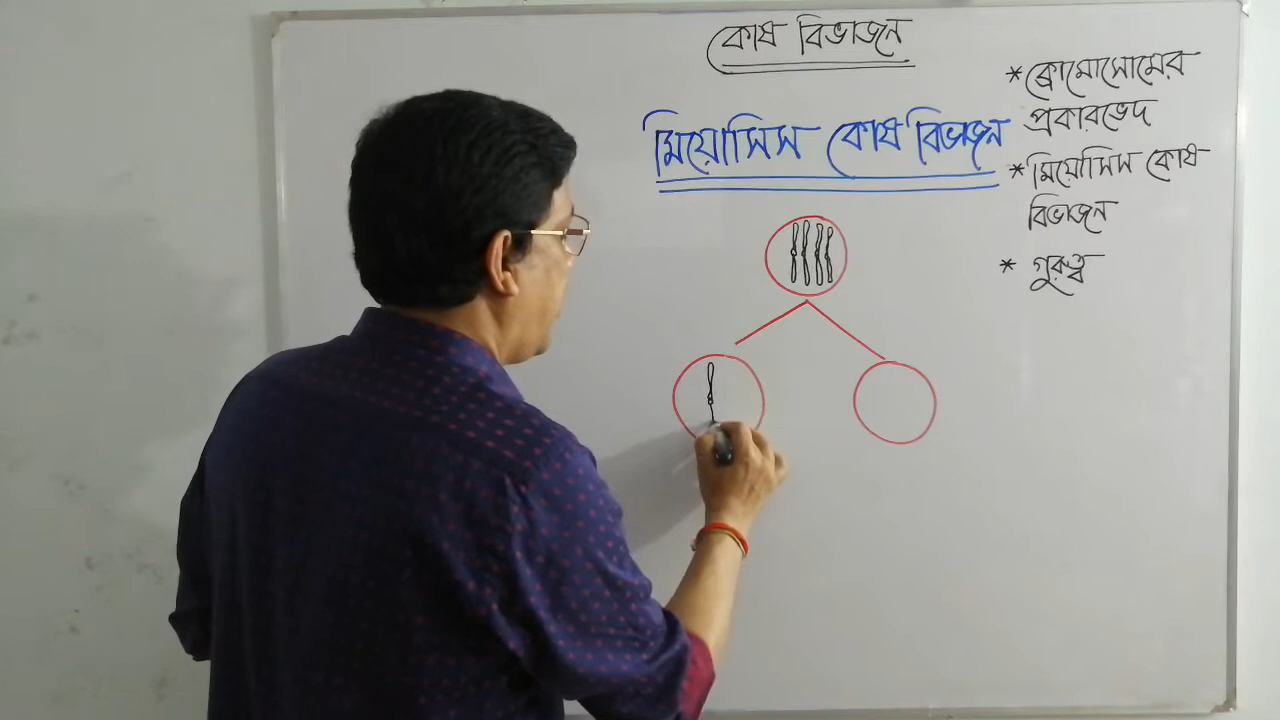 কোষ বিভাজন
মিয়োসিস কোষ বিভাজন
* ক্রোমোসোমের
প্রকারভেদ
* মিয়োসিস কোষ
বিভাজন
* গুরুত্ব